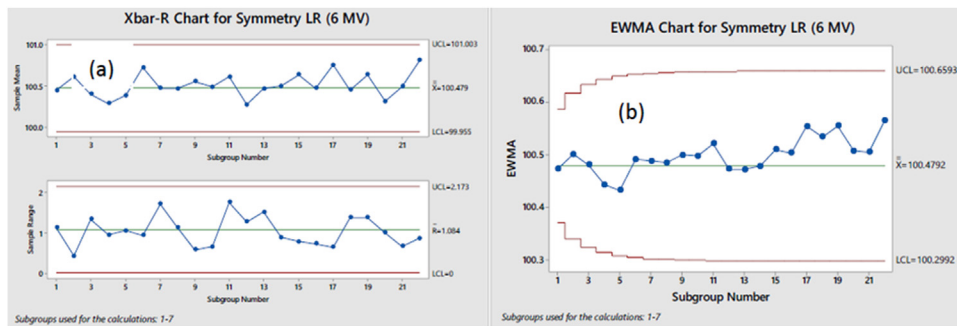 Xbar-R Chart for Symmetry LR (6 MV)
101.0
UCL=101.003
(a)
Sample Mean
100.5
X̿=100.479
100.0
LCL=99.955
1 3 5 7 9 11 13 15 17 19 21
Subgroup Number
UCL=2.173
2
Sample Range
1
R̅=1.084
0
LCL=0
1 3 5 7 9 11 13 15 17 19 21
Subgroup Number
Subgroups used for the calculations: 1-7
EWMA Chart for Symmetry LR (6 MV)
100.7
UCL=100.6593
100.6
(b)
EWMA
100.5
X̿=100.4792
100.4
100.3
LCL=100.2992
1 3 5 7 9 11 13 15 17 19 21
Subgroup Number
Subgroups used for the calculations: 1-7